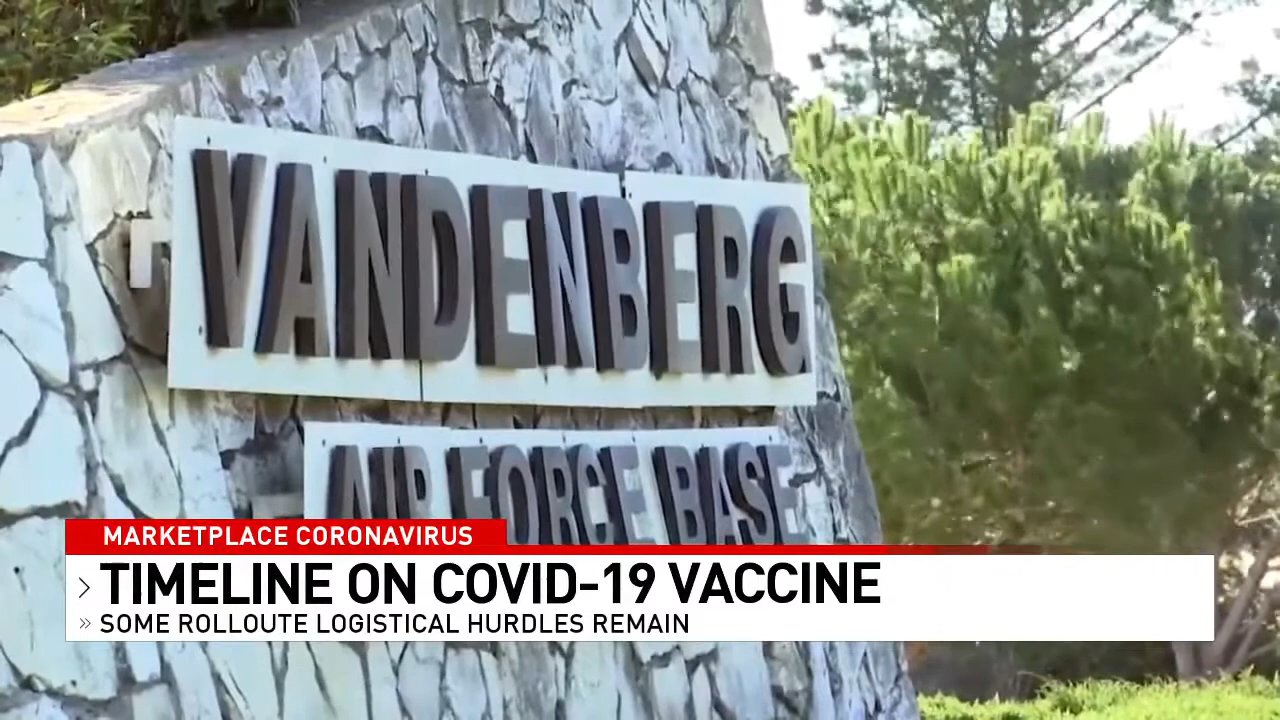 VANDENBERG
AIR FORCE BASE
MARKETPLACE CORONAVIRUS
TIMELINE ON COVID-19 VACCINE
SOME ROLLOUTE LOGISTICAL HURDLES REMAIN